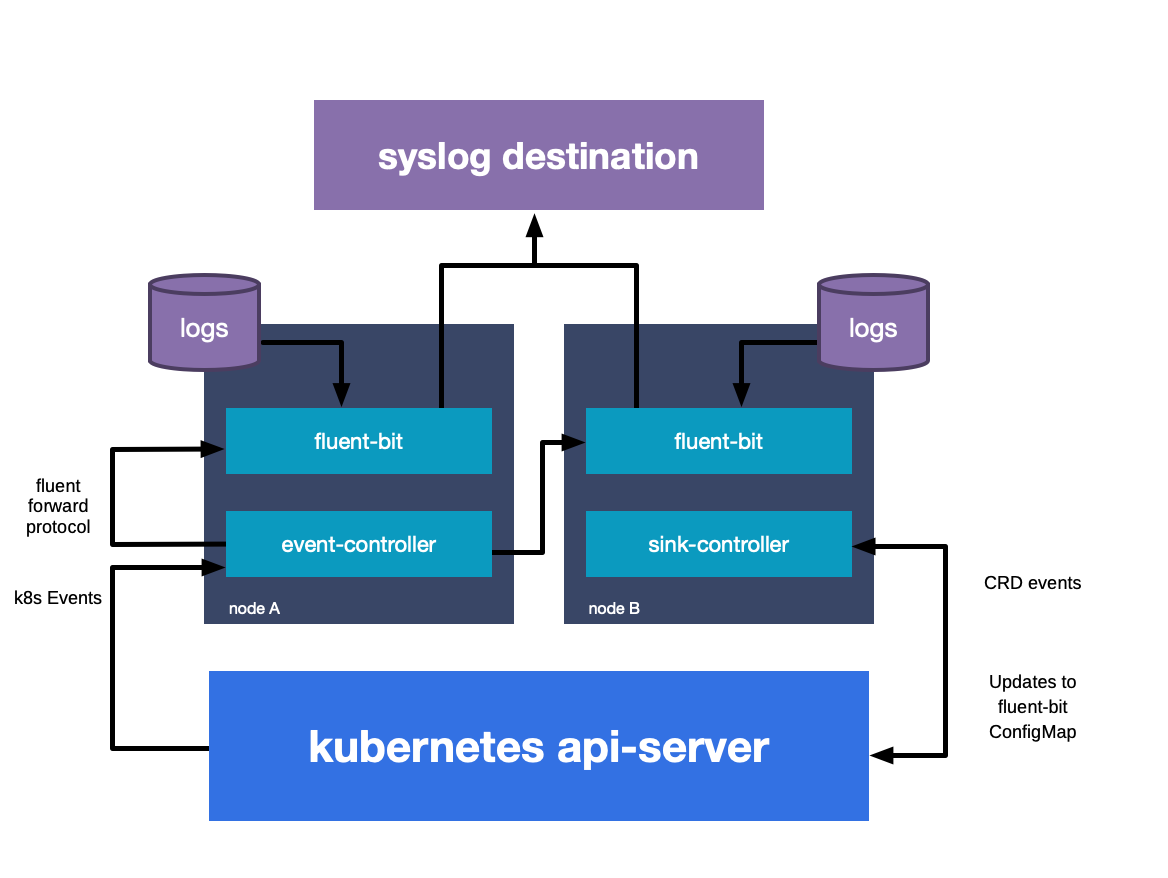 syslog destination
logs
logs
fluent-bit
fluent-bit
fluent
forward
protocol
event-controller
sink-controller
k8s Events
CRD events
node A
node B
Updates to
fluent-bit
ConfigMap
kubernetes api-server